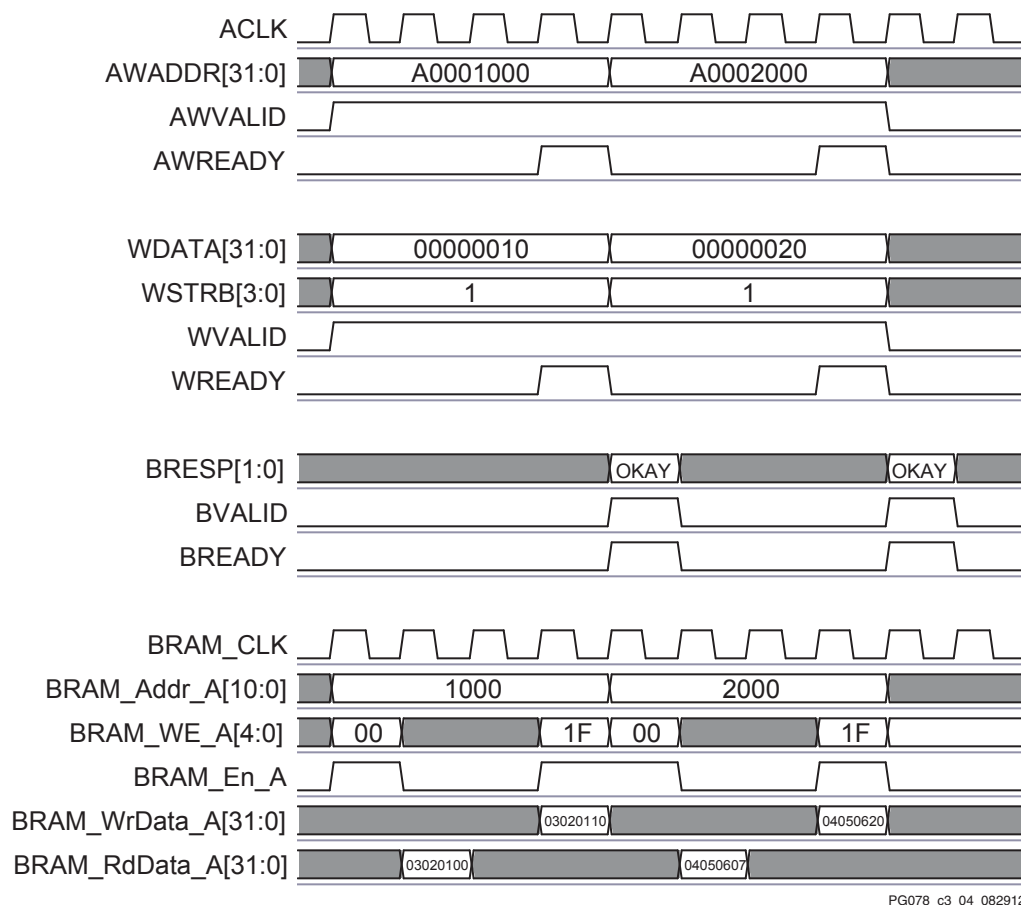 ACLK
AWADDR[31:0] A0001000 A0002000
AWVALID
AWREADY
WDATA[31:0] 00000010 00000020
WSTRB[3:0] 1 1
WVALID
WREADY
BRESP[1:0] OKAY OKAY
BVALID
BREADY
BRAM_CLK
BRAM_Addr_A[10:0] 1000 2000
BRAM_WE_A[4:0] 00 1F 00 1F
BRAM_En_A
BRAM_WrData_A[31:0] 03020110 04050620
BRAM_RdData_A[31:0] 03020100 04050607
PG078_c3_04_082912